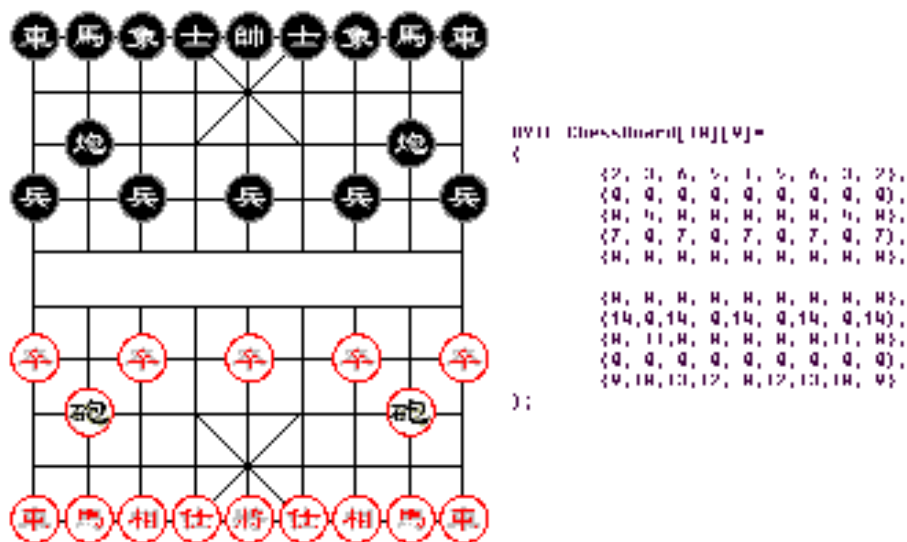 車 馬 象 士 帥 士 象 馬 車
炮 炮
兵 兵 兵 兵 兵
卒 卒 卒 卒 卒
砲 砲
車 馬 相 仕 將 仕 相 馬 車
BYTE ChessBoard[10][9]=
{
{2, 3, 6, 5, 1, 5, 6, 3, 2},
{0, 0, 0, 0, 0, 0, 0, 0, 0},
{0, 4, 0, 0, 0, 0, 0, 4, 0},
{7, 0, 7, 0, 7, 0, 7, 0, 7},
{0, 0, 0, 0, 0, 0, 0, 0, 0},
{0, 0, 0, 0, 0, 0, 0, 0, 0},
{14,0,14, 0,14, 0,14, 0,14},
{0, 11,0, 0, 0, 0, 0,11, 0},
{0, 0, 0, 0, 0, 0, 0, 0, 0},
{9,10,13,12, 8,12,13,10, 9}
};